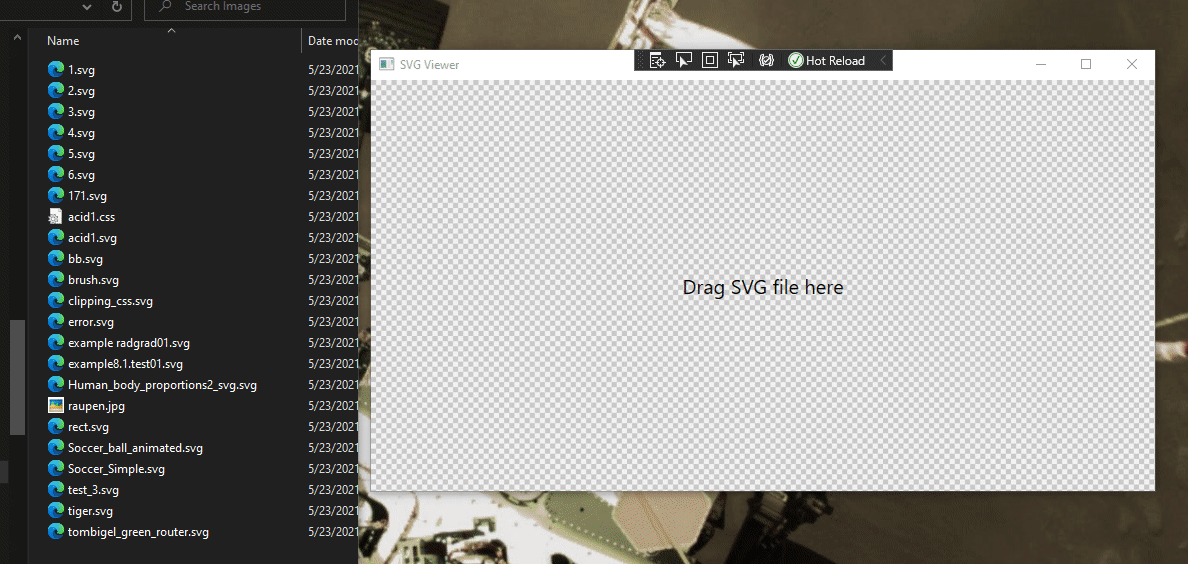 Search Images
Name
Date mod
1.svg 5/23/2021
2.svg 5/23/2021
3.svg 5/23/2021
4.svg 5/23/2021
5.svg 5/23/2021
6.svg 5/23/2021
171.svg 5/23/2021
acid1.css 5/23/2021
acid1.svg 5/23/2021
bb.svg 5/23/2021
brush.svg 5/23/2021
clipping_css.svg 5/23/2021
error.svg 5/23/2021
example radgrad01.svg 5/23/2021
example8.1.test01.svg 5/23/2021
Human_body_proportions2_svg.svg 5/23/2021
raupen.jpg 5/23/2021
rect.svg 5/23/2021
Soccer_ball_animated.svg 5/23/2021
Soccer_Simple.svg 5/23/2021
test_3.svg 5/23/2021
tiger.svg 5/23/2021
tombigel_green_router.svg 5/23/2021
SVG Viewer
Hot Reload
Drag SVG file here